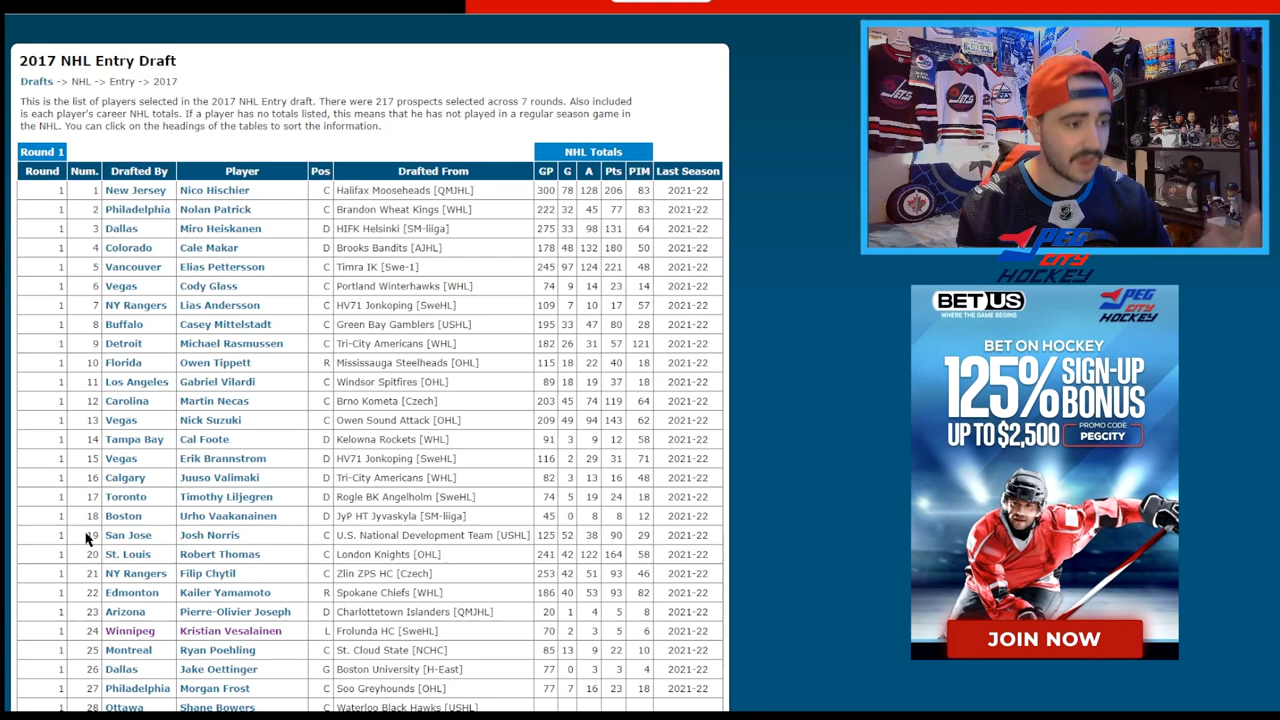 2017 NHL Entry Draft
Drafts -> NHL -> Entry -> 2017
This is the list of players selected in the 2017 NHL Entry draft. There were 217 prospects selected across 7 rounds. Also included
is each player's career NHL totals. If a player has no totals listed, this means that he has not played in a regular season game in
the NHL. You can click on the headings of the tables to sort the information.
Round 1 NHL Totals
Round Num. Drafted By Player Pos Drafted From GP G A Pts PIM Last Season
1 1 New Jersey Nico Hischier C Halifax Mooseheads [QMJHL] 300 78 128 206 83 2021-22
1 2 Philadelphia Nolan Patrick C Brandon Wheat Kings [WHL] 222 32 45 77 83 2021-22
1 3 Dallas Miro Heiskanen D HIFK Helsinki [SM-liiga] 275 33 98 131 64 2021-22
1 4 Colorado Cale Makar D Brooks Bandits [AJHL] 178 48 132 180 50 2021-22
1 5 Vancouver Elias Pettersson C Timra IK [Swe-1] 245 97 124 221 48 2021-22
1 6 Vegas Cody Glass C Portland Winterhawks [WHL] 74 9 14 23 14 2021-22
1 7 NY Rangers Lias Andersson C HV71 Jonkoping [SweHL] 109 7 10 17 57 2021-22
1 8 Buffalo Casey Mittelstadt C Green Bay Gamblers [USHL] 195 33 47 80 28 2021-22
1 9 Detroit Michael Rasmussen C Tri-City Americans [WHL] 182 26 31 57 121 2021-22
1 10 Florida Owen Tippett R Mississauga Steelheads [OHL] 115 18 22 40 18 2021-22
1 11 Los Angeles Gabriel Vilardi C Windsor Spitfires [OHL] 89 18 19 37 18 2021-22
1 12 Carolina Martin Necas C Brno Kometa [Czech] 203 45 74 119 64 2021-22
1 13 Vegas Nick Suzuki C Owen Sound Attack [OHL] 209 49 94 143 62 2021-22
1 14 Tampa Bay Cal Foote D Kelowna Rockets [WHL] 91 3 9 12 58 2021-22
1 15 Vegas Erik Brannstrom D HV71 Jonkoping [SweHL] 116 2 29 31 71 2021-22
1 16 Calgary Juuso Valimaki D Tri-City Americans [WHL] 82 3 13 16 48 2021-22
1 17 Toronto Timothy Liljegren D Rogle BK Angelholm [SweHL] 74 5 19 24 18 2021-22
1 18 Boston Urho Vaakanainen D JyP HT Jyvaskyla [SM-liiga] 45 0 8 8 12 2021-22
1 19 San Jose Josh Norris C U.S. National Development Team [USHL] 125 52 38 90 29 2021-22
1 20 St. Louis Robert Thomas C London Knights [OHL] 241 42 122 164 58 2021-22
1 21 NY Rangers Filip Chytil C Zlin ZPS HC [Czech] 253 42 51 93 46 2021-22
1 22 Edmonton Kailer Yamamoto R Spokane Chiefs [WHL] 186 40 53 93 82 2021-22
1 23 Arizona Pierre-Olivier Joseph D Charlottetown Islanders [QMJHL] 20 1 4 5 8 2021-22
1 24 Winnipeg Kristian Vesalainen L Frolunda HC [SweHL] 70 2 3 5 6 2021-22
1 25 Montreal Ryan Poehling C St. Cloud State [NCHC] 85 13 9 22 10 2021-22
1 26 Dallas Jake Oettinger G Boston University [H-East] 77 0 3 3 4 2021-22
1 27 Philadelphia Morgan Frost C Soo Greyhounds [OHL] 77 7 16 23 18 2021-22
1 28 Ottawa Shane Bowers C Waterloo Black Hawks [USHL]
JETS
JETS
PEG
CITY
HOCKEY
BETUS
WHERE THE GAME BEGINS
PEG
CITY
HOCKEY
BET ON HOCKEY
125% SIGN-UP
BONUS
UP TO $2,500
PROMO CODE
PEGCITY
JOIN NOW